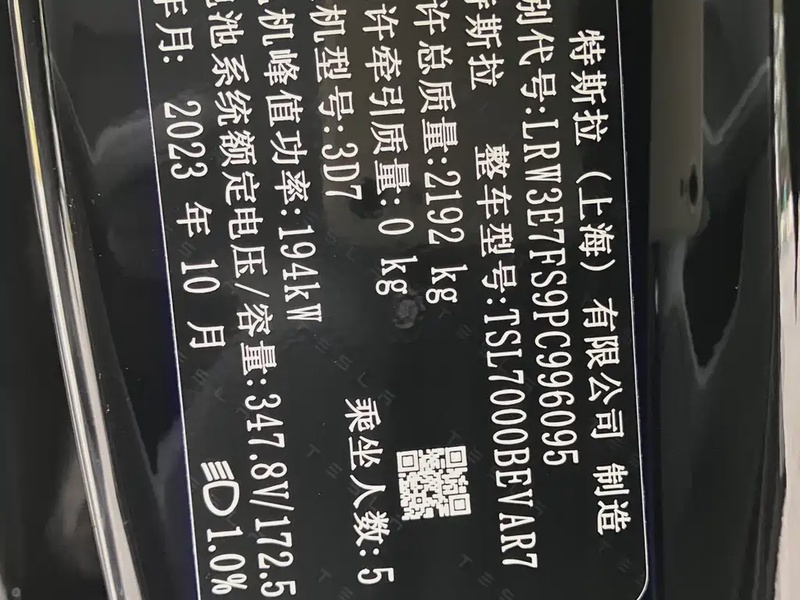 特斯拉（上海）有限公司 制造
别代号:LRW3E7FS9PC996095
特斯拉 整车型号:TSL7000BEVAR7
许总质量:2192 kg
许牵引质量: 0 kg 乘坐人数: 5
机型号:3D7
机峰值功率:194kW
电池系统额定电压/容量:347.8V/172.5
年月: 2023 年 10 月 1.0%
TESLA